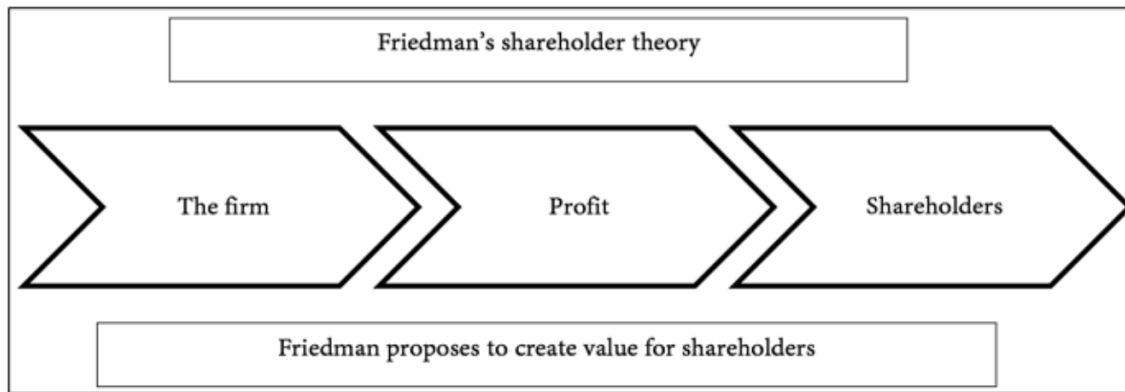 Friedman’s shareholder theory
The firm
Profit
Shareholders
Friedman proposes to create value for shareholders